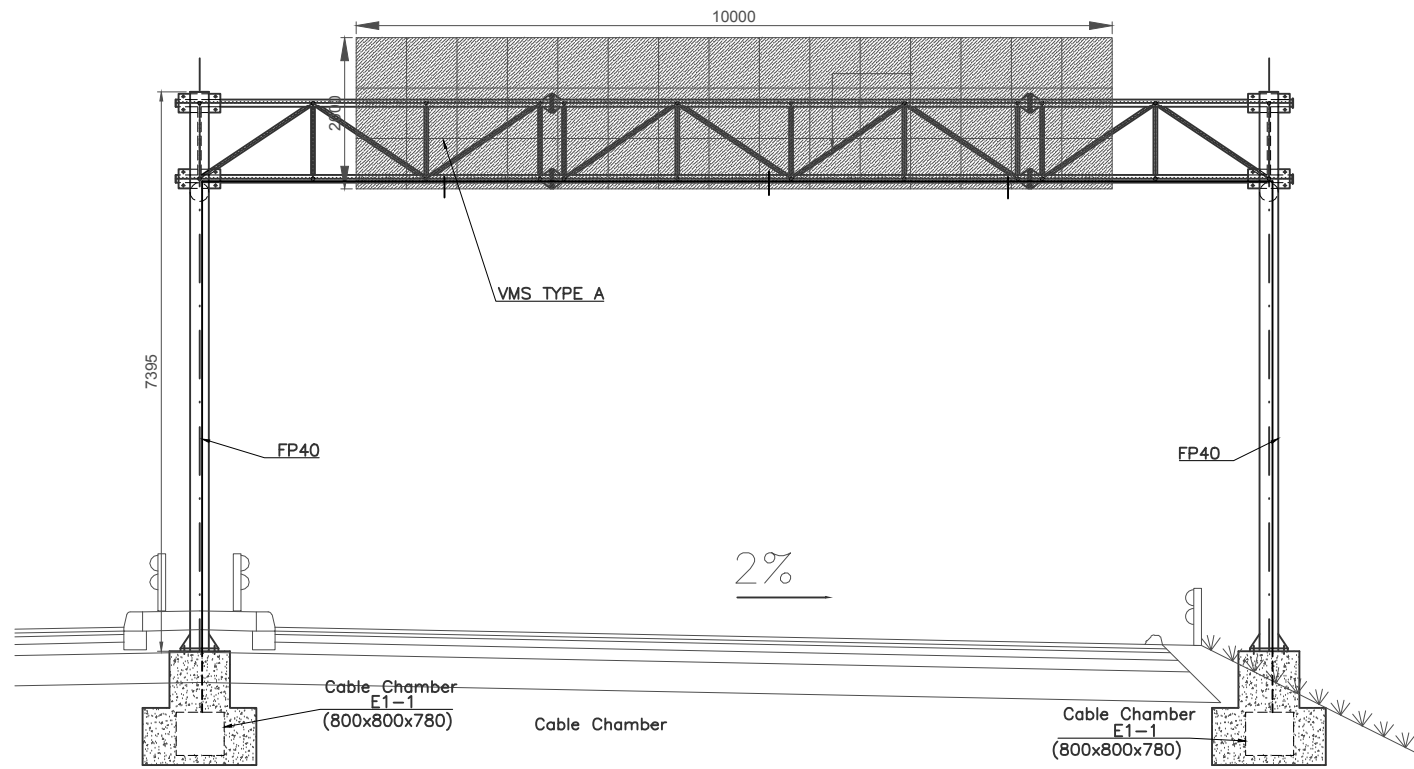 10000
VMS TYPE A
7395
FP40
FP40
2%
Cable Chamber
E1-1
(800x800x780)
Cable Chamber
Cable Chamber
E1-1
(800x800x780)